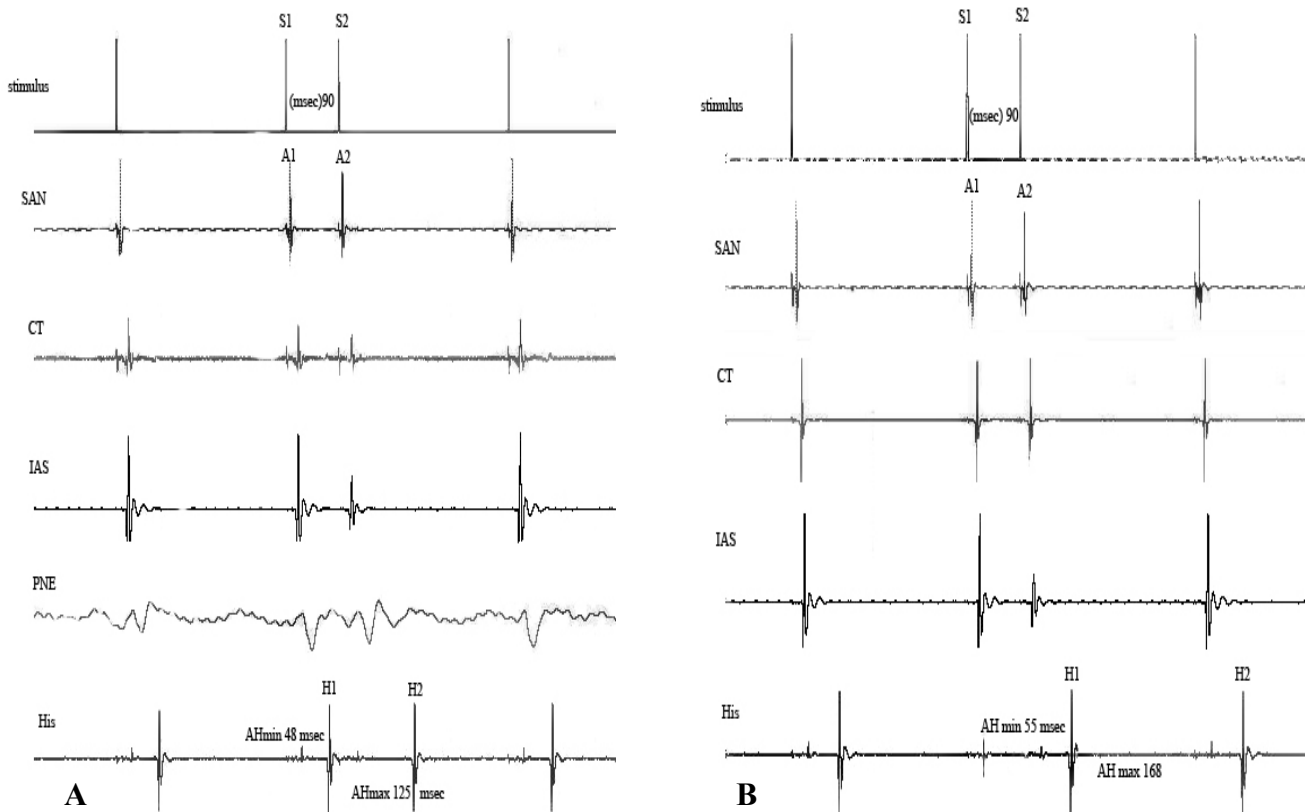 S1 S2
stimulus
(msec)90
A1 A2
SAN
CT
IAS
PNE
H1 H2
His
AHmin 48 msec
AHmax 125 msec
A
S1 S2
stimulus
(msec) 90
A1 A2
SAN
CT
IAS
H1 H2
His
AH min 55 msec
AH max 168
B